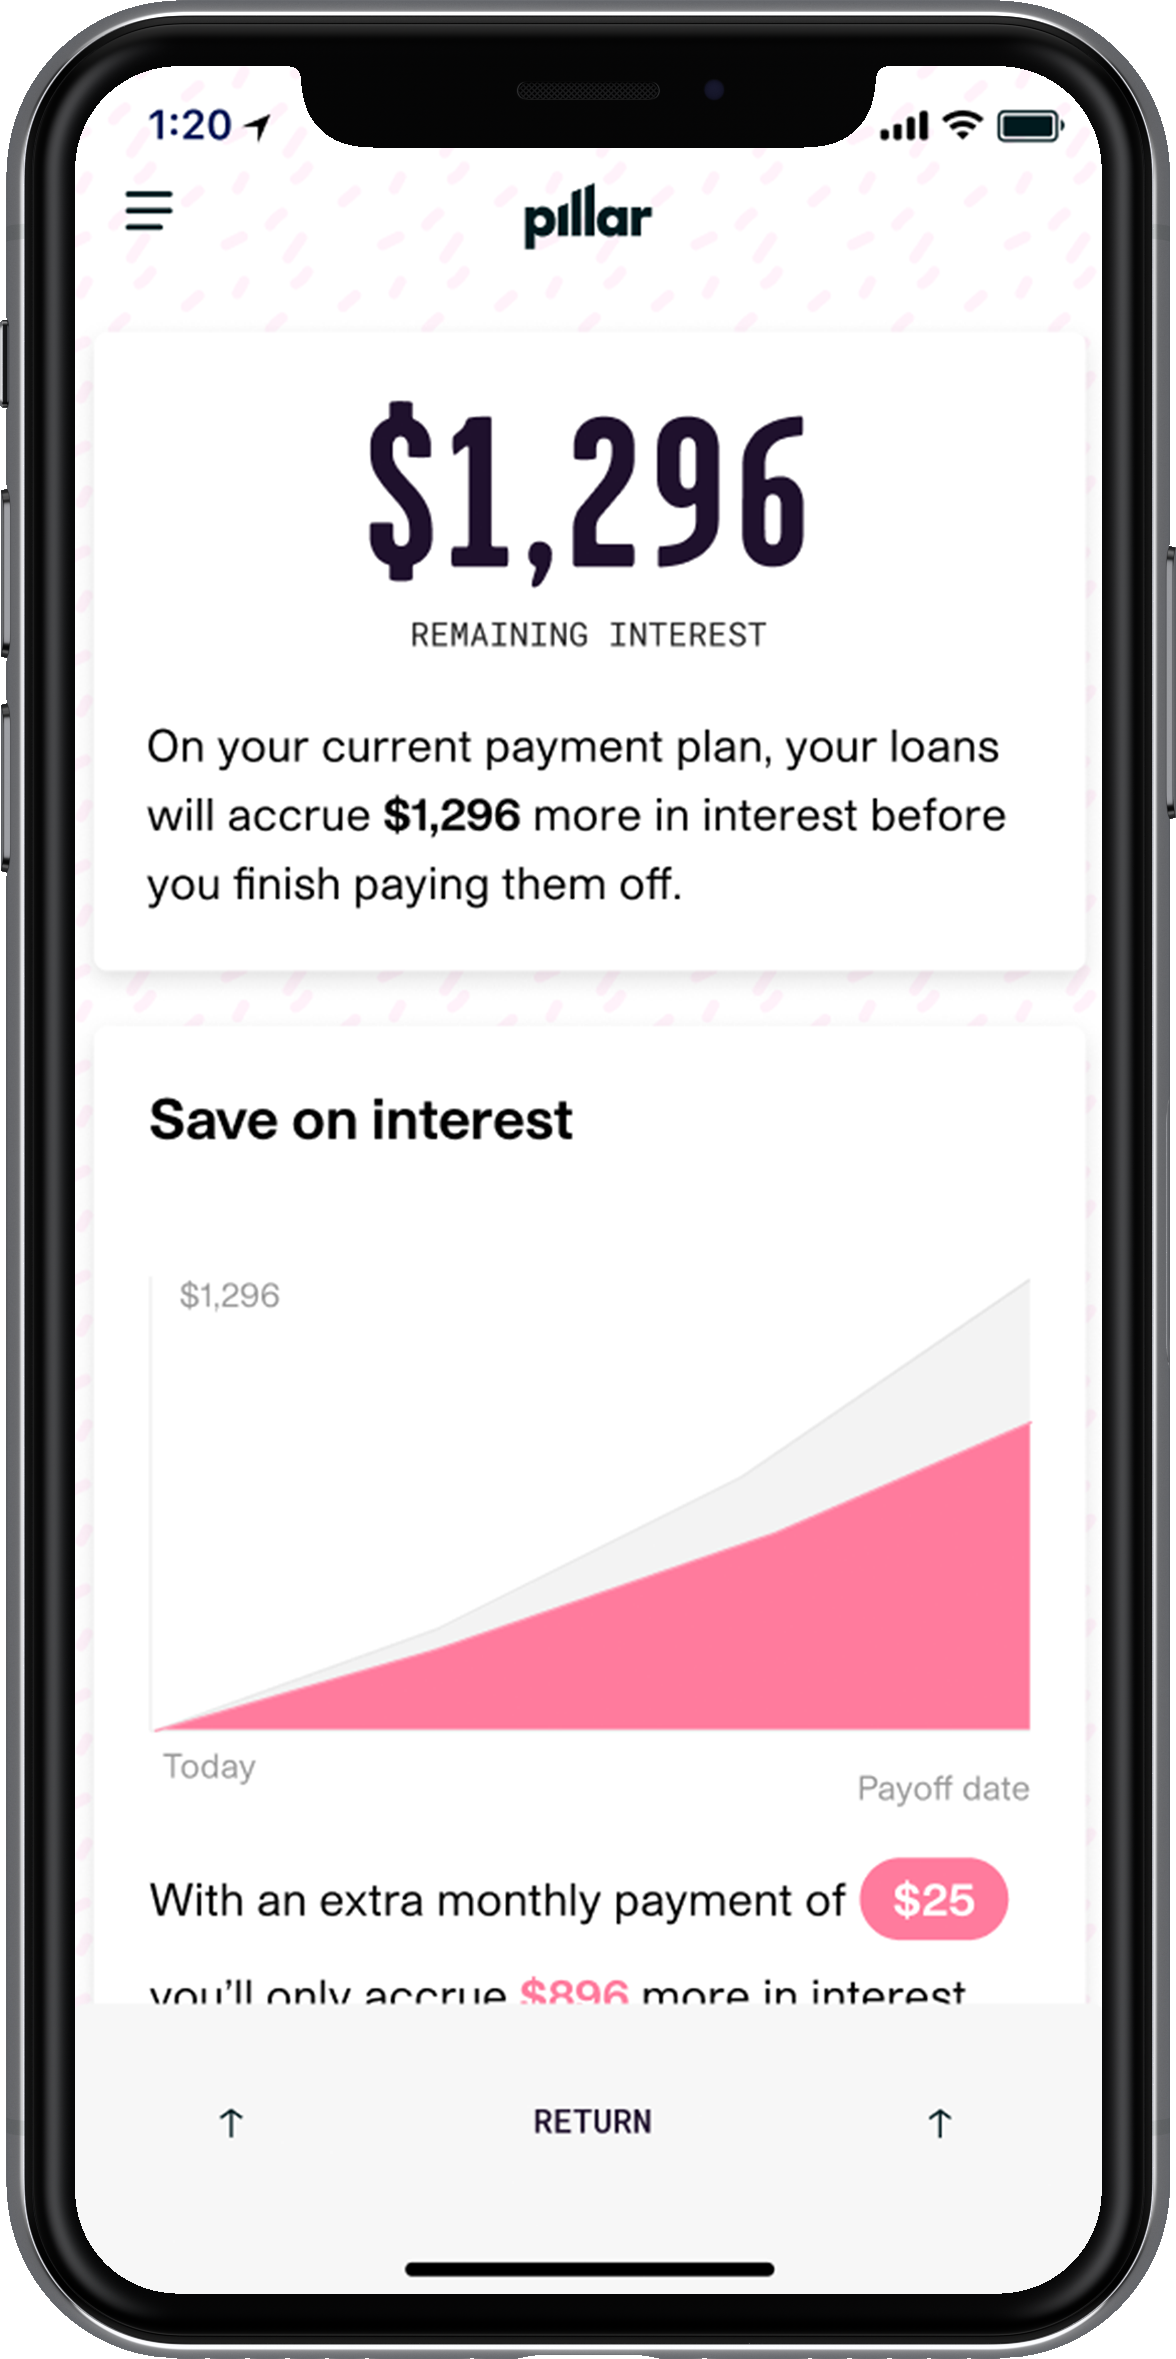 1:20
pillar
$1,296
REMAINING INTEREST
On your current payment plan, your loans
will accrue $1,296 more in interest before
you finish paying them off.
Save on interest
$1,296
Today
Payoff date
With an extra monthly payment of $25
you'll only accrue $896 more in interest
↑ RETURN ↑